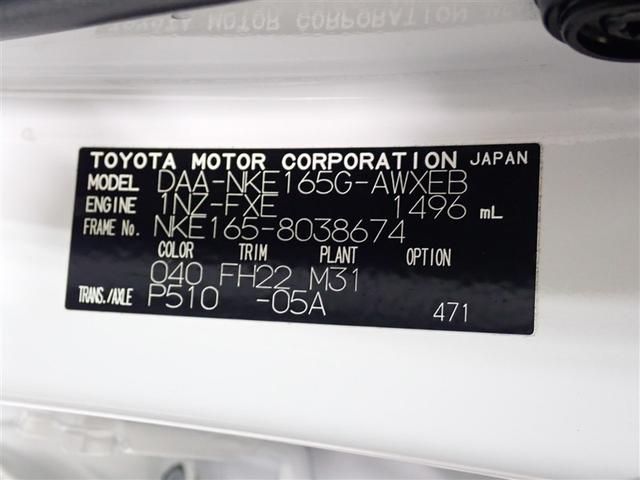 TOYOTA MOTOR CORPORATION JAPAN
MODEL DAA-NKE165G-AWXEB
ENGINE 1NZ-FXE 1496 mL
FRAME No. NKE165-8038674
COLOR TRIM PLANT OPTION
040 FH22 M31
TRANS./AXLE P510 -05A 471